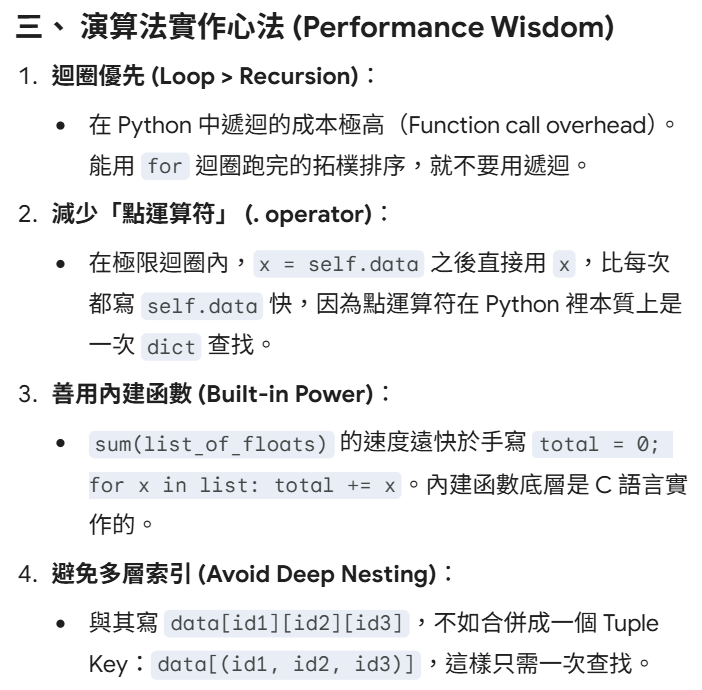 三、 演算法實作心法 (Performance Wisdom)
1. 迴圈優先 (Loop > Recursion)：
• 在 Python 中遞迴的成本極高（Function call overhead）。
能用 for 迴圈跑完的拓樸排序，就不要用遞迴。
2. 減少「點運算符」 (. operator)：
• 在極限迴圈內，x = self.data 之後直接用 x，比每次
都寫 self.data 快，因為點運算符在 Python 裡本質上是
一次 dict 查找。
3. 善用內建函數 (Built-in Power)：
• sum(list_of_floats) 的速度遠快於手寫 total = 0;
for x in list: total += x。內建函數底層是 C 語言實
作的。
4. 避免多層索引 (Avoid Deep Nesting)：
• 與其寫 data[id1][id2][id3]，不如合併成一個 Tuple
Key：data[(id1, id2, id3)]，這樣只需一次查找。